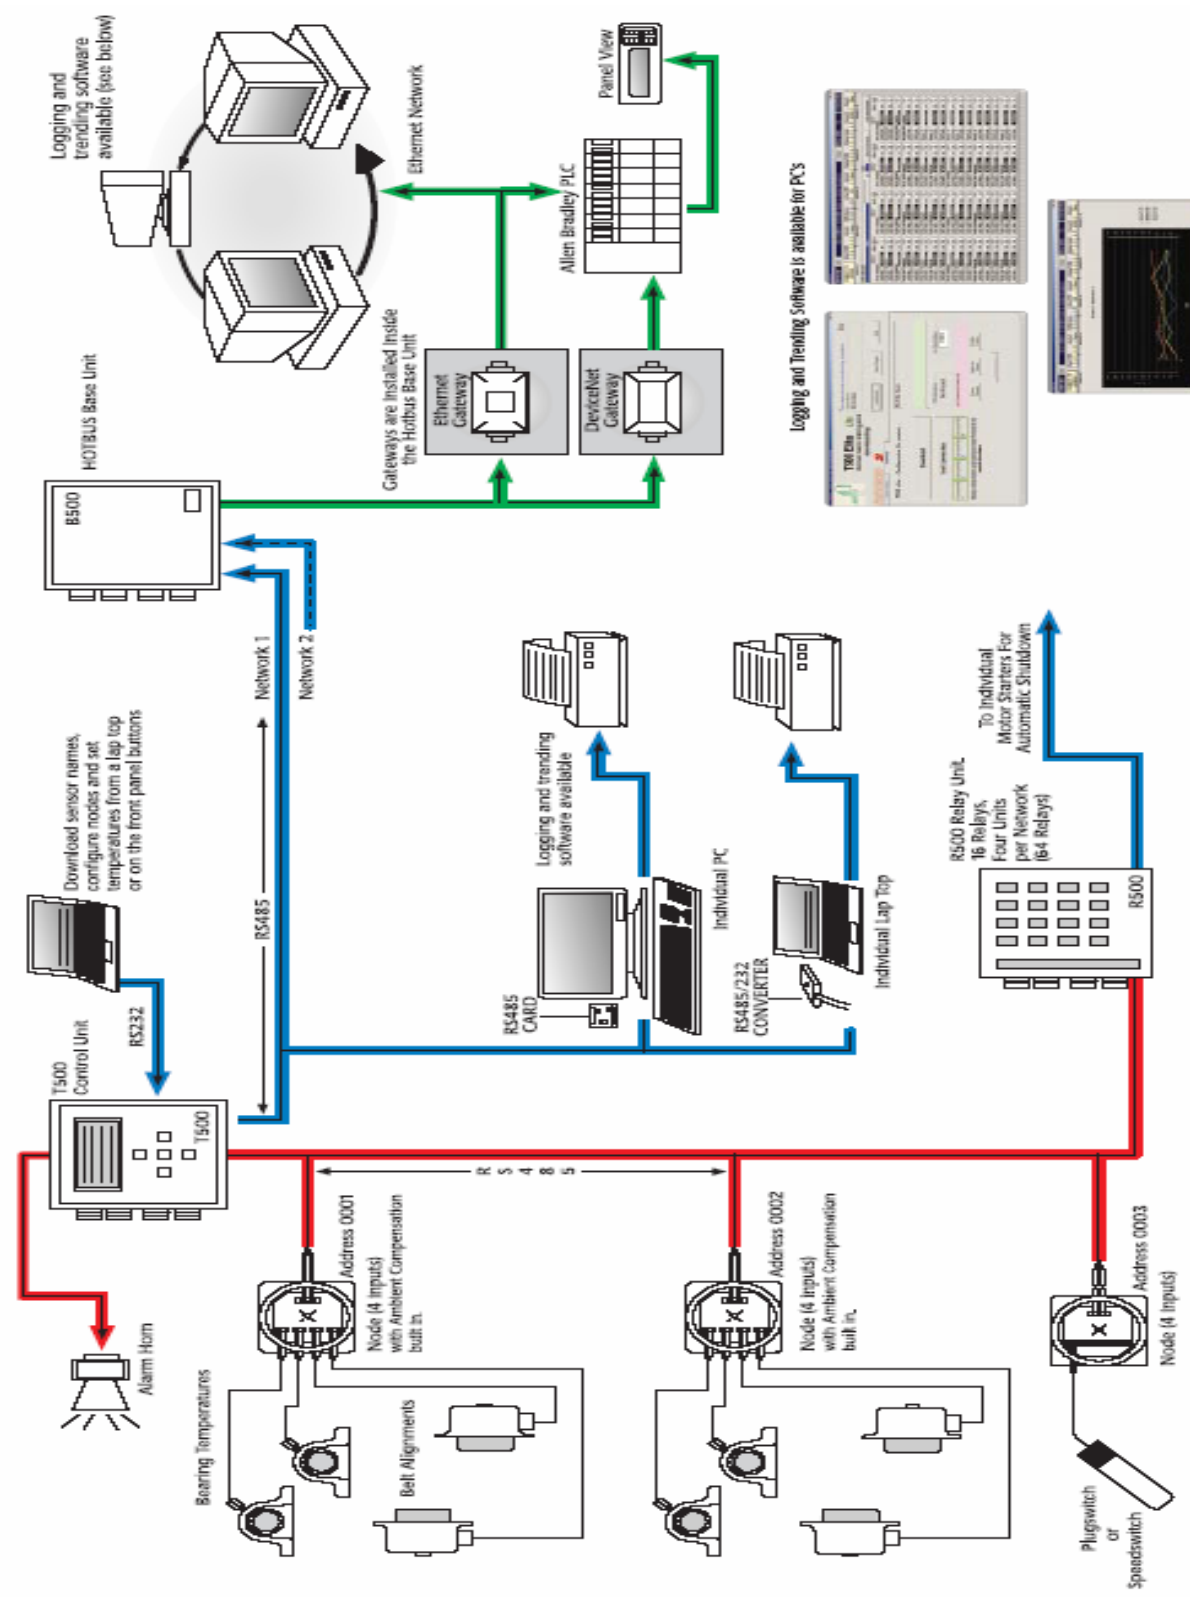 Logging and
trending software
available (see below)
Ethernet Network
Panel View
Allen Bradley PLC
HOTBUS Base Unit
B500
Gateways are Installed Inside
the Hotbus Base Unit
Ethernet
Gateway
DeviceNet
Gateway
Logging and Trending Software is available for PC's
T500 Elite
Download sensor names,
configure nodes and set
temperatures from a lap top
or on the front panel buttons
RS232
T500
Control Unit
T500
RS485
Network 1
Network 2
Logging and trending
software available
RS485
CARD
Individual PC
RS485/232
CONVERTER
Individual Lap Top
To Individual
Motor Starters For
Automatic Shutdown
R500 Relay Unit.
16 Relays,
Four Units
per Network
(64 Relays)
R500
Alarm Horn
RS485
Bearing Temperatures
Belt Alignments
Address 0001
Node (4 Inputs)
with Ambient Compensation
built in.
Address 0002
Node (4 Inputs)
with Ambient Compensation
built in.
Address 0003
Node (4 Inputs)
Plugswitch
or
Speedswitch